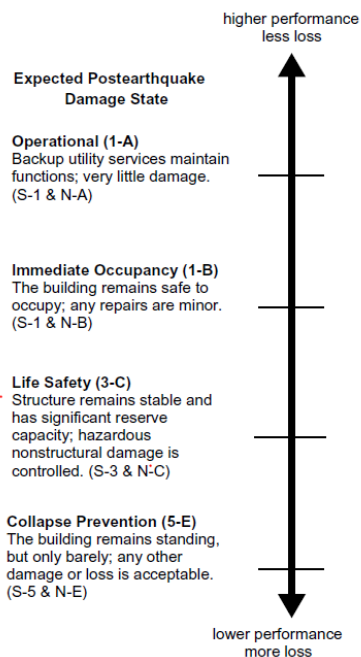 higher performance
less loss
Expected Postearthquake
Damage State
Operational (1-A)
Backup utility services maintain
functions; very little damage.
(S-1 & N-A)
Immediate Occupancy (1-B)
The building remains safe to
occupy; any repairs are minor.
(S-1 & N-B)
Life Safety (3-C)
Structure remains stable and
has significant reserve
capacity; hazardous
nonstructural damage is
controlled. (S-3 & N-C)
Collapse Prevention (5-E)
The building remains standing,
but only barely; any other
damage or loss is acceptable.
(S-5 & N-E)
lower performance
more loss